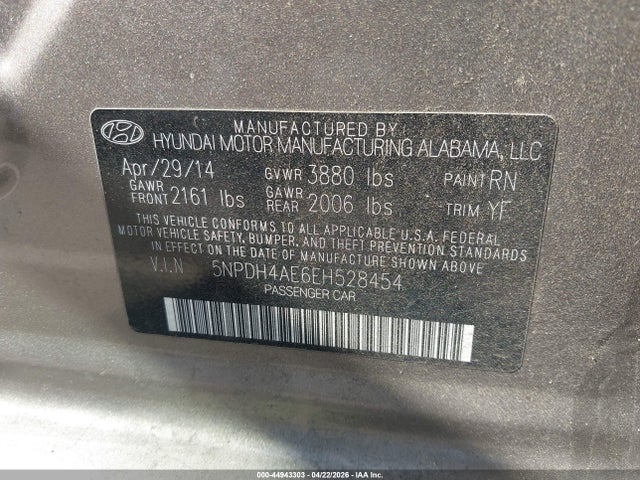 MANUFACTURED BY
HYUNDAI MOTOR MANUFACTURING ALABAMA, LLC
Apr/29/14 GVWR 3880 lbs PAINT RN
GAWR FRONT 2161 lbs GAWR REAR 2006 lbs TRIM YF
THIS VEHICLE CONFORMS TO ALL APPLICABLE U.S.A. FEDERAL
MOTOR VEHICLE SAFETY, BUMPER, AND THEFT PREVENTION STANDARDS
IN EFFECT ON THE DATE OF MANUFACTURE SHOWN ABOVE.
V.I.N 5NPDH4AE6EH528454
PASSENGER CAR
000-44943303 - 04/22/2026 - IAA Inc.